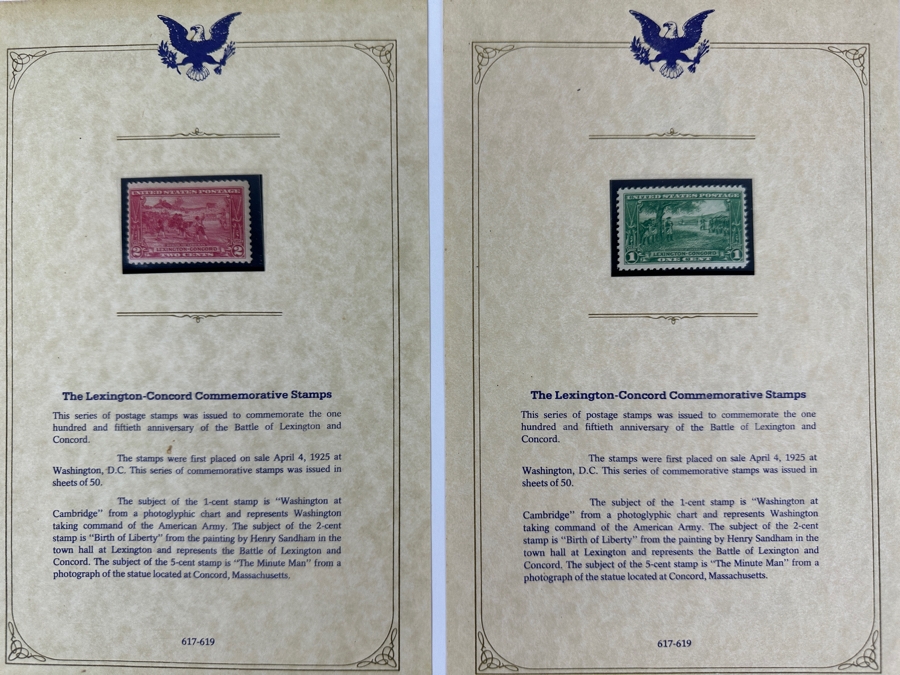 UNITED STATES POSTAGE
2 LEXINGTON-CONCORD 2
TWO CENTS
The Lexington-Concord Commemorative Stamps
This series of postage stamps was issued to commemorate the one
hundred and fiftieth anniversary of the Battle of Lexington and
Concord.
The stamps were first placed on sale April 4, 1925 at
Washington, D.C. This series of commemorative stamps was issued in
sheets of 50.
The subject of the 1-cent stamp is "Washington at
Cambridge" from a photoglyphic chart and represents Washington
taking command of the American Army. The subject of the 2-cent
stamp is "Birth of Liberty" from the painting by Henry Sandham in the
town hall at Lexington and represents the Battle of Lexington and
Concord. The subject of the 5-cent stamp is "The Minute Man" from a
photograph of the statue located at Concord, Massachusetts.
617-619
UNITED STATES POSTAGE
1 LEXINGTON-CONCORD 1
ONE CENT
The Lexington-Concord Commemorative Stamps
This series of postage stamps was issued to commemorate the one
hundred and fiftieth anniversary of the Battle of Lexington and
Concord.
The stamps were first placed on sale April 4, 1925 at
Washington, D.C. This series of commemorative stamps was issued in
sheets of 50.
The subject of the 1-cent stamp is "Washington at
Cambridge" from a photoglyphic chart and represents Washington
taking command of the American Army. The subject of the 2-cent
stamp is "Birth of Liberty" from the painting by Henry Sandham in the
town hall at Lexington and represents the Battle of Lexington and
Concord. The subject of the 5-cent stamp is "The Minute Man" from a
photograph of the statue located at Concord, Massachusetts.
617-619